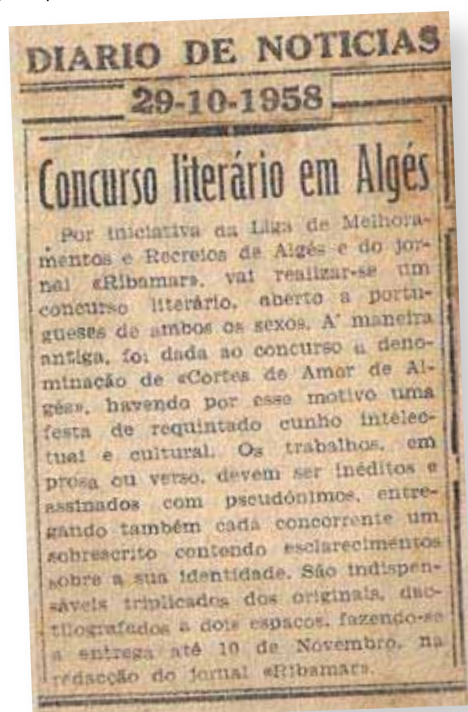 DIARIO DE NOTICIAS
29-10-1958
Concurso literário em Algés
Por iniciativa da Liga de Melhora-
mentos e Recreios de Algés e do jor-
nal «Ribamar», vai realizar-se um
concurso literário, aberto a portu-
gueses de ambos os sexos. A' maneira
antiga, foi dada ao concurso a deno-
minação de «Cortes de Amor de Al-
gés», havendo por esse motivo uma
festa de requintado cunho intelec-
tual e cultural. Os trabalhos, em
prosa ou verso, devem ser inéditos e
assinados com pseudónimos, entre-
gando também cada concorrente um
sobrescrito contendo esclarecimentos
sobre a sua identidade. São indispen-
sáveis triplicados dos originais, dac-
tilografados a dois espaços, fazendo-se
a entrega até 10 de Novembro, na
redacção do jornal «Ribamar».